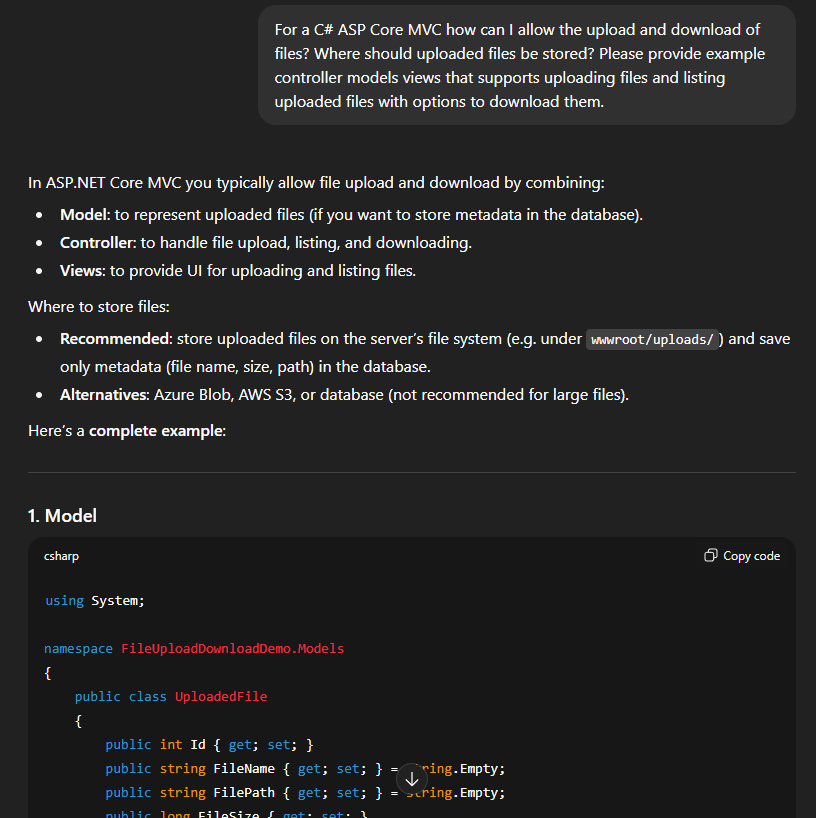 For a C# ASP Core MVC how can I allow the upload and download of
files? Where should uploaded files be stored? Please provide example
controller models views that supports uploading files and listing
uploaded files with options to download them.
In ASP.NET Core MVC you typically allow file upload and download by combining:
• Model: to represent uploaded files (if you want to store metadata in the database).
• Controller: to handle file upload, listing, and downloading.
• Views: to provide UI for uploading and listing files.
Where to store files:
• Recommended: store uploaded files on the server’s file system (e.g. under wwwroot/uploads/) and save
only metadata (file name, size, path) in the database.
• Alternatives: Azure Blob, AWS S3, or database (not recommended for large files).
Here’s a complete example:
1. Model
csharp
Copy code
using System;
namespace FileUploadDownloadDemo.Models
{
public class UploadedFile
{
public int Id { get; set; }
public string FileName { get; set; } = string.Empty;
public string FilePath { get; set; } = string.Empty;
public long FileSize { get; set; }